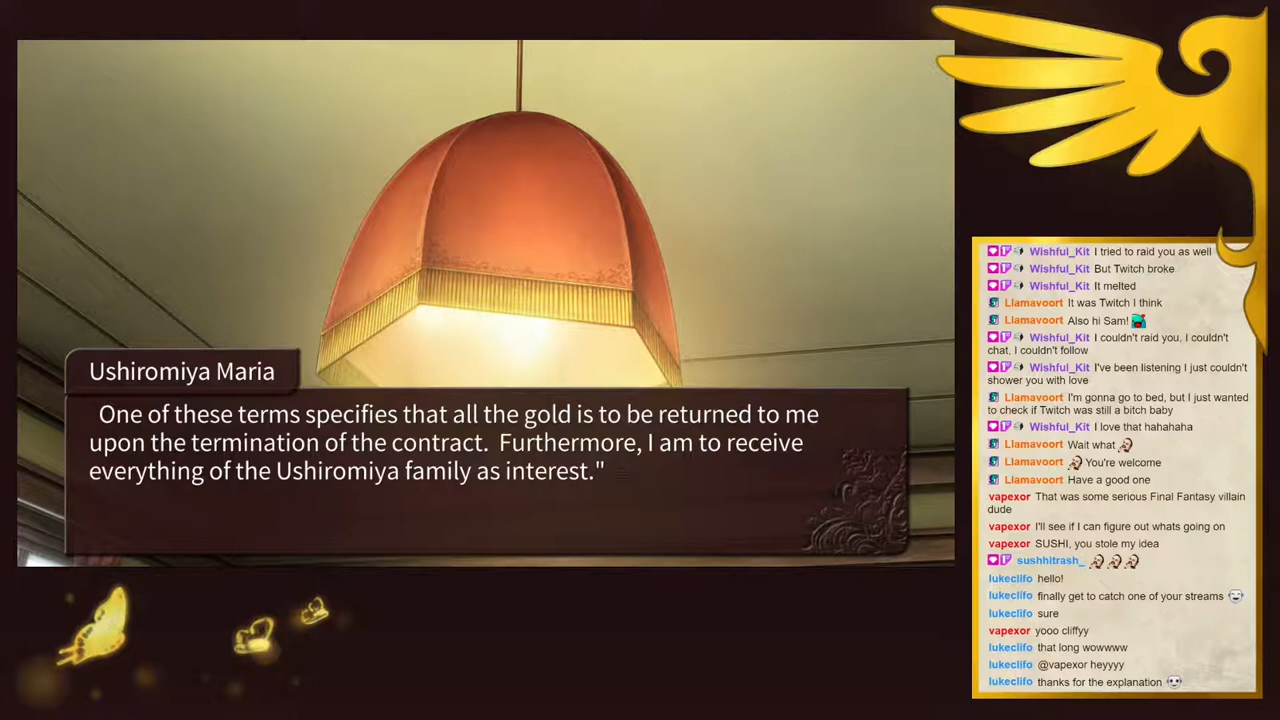 Ushiromiya Maria
One of these terms specifies that all the gold is to be returned to me
upon the termination of the contract.  Furthermore, I am to receive
everything of the Ushiromiya family as interest."
Wishful_Kit I tried to raid you as well
Wishful_Kit But Twitch broke
Wishful_Kit It melted
Llamavoort It was Twitch I think
Llamavoort Also hi Sam!
Wishful_Kit I couldn't raid you, I couldn't
chat, I couldn't follow
Wishful_Kit I've been listening I just couldn't
shower you with love
Llamavoort I'm gonna go to bed, but I just wanted
to check if Twitch was still a bitch baby
Wishful_Kit I love that hahahaha
Llamavoort Wait what
Llamavoort You're welcome
Llamavoort Have a good one
vapexor That was some serious Final Fantasy villain
dude
vapexor I'll see if I can figure out whats going on
vapexor SUSHI, you stole my idea
sushhitrash_
lukeclifo hello!
lukeclifo finally get to catch one of your streams
lukeclifo sure
vapexor yooo cliffyy
lukeclifo that long wowwww
lukeclifo @vapexor heyyyy
lukeclifo thanks for the explanation